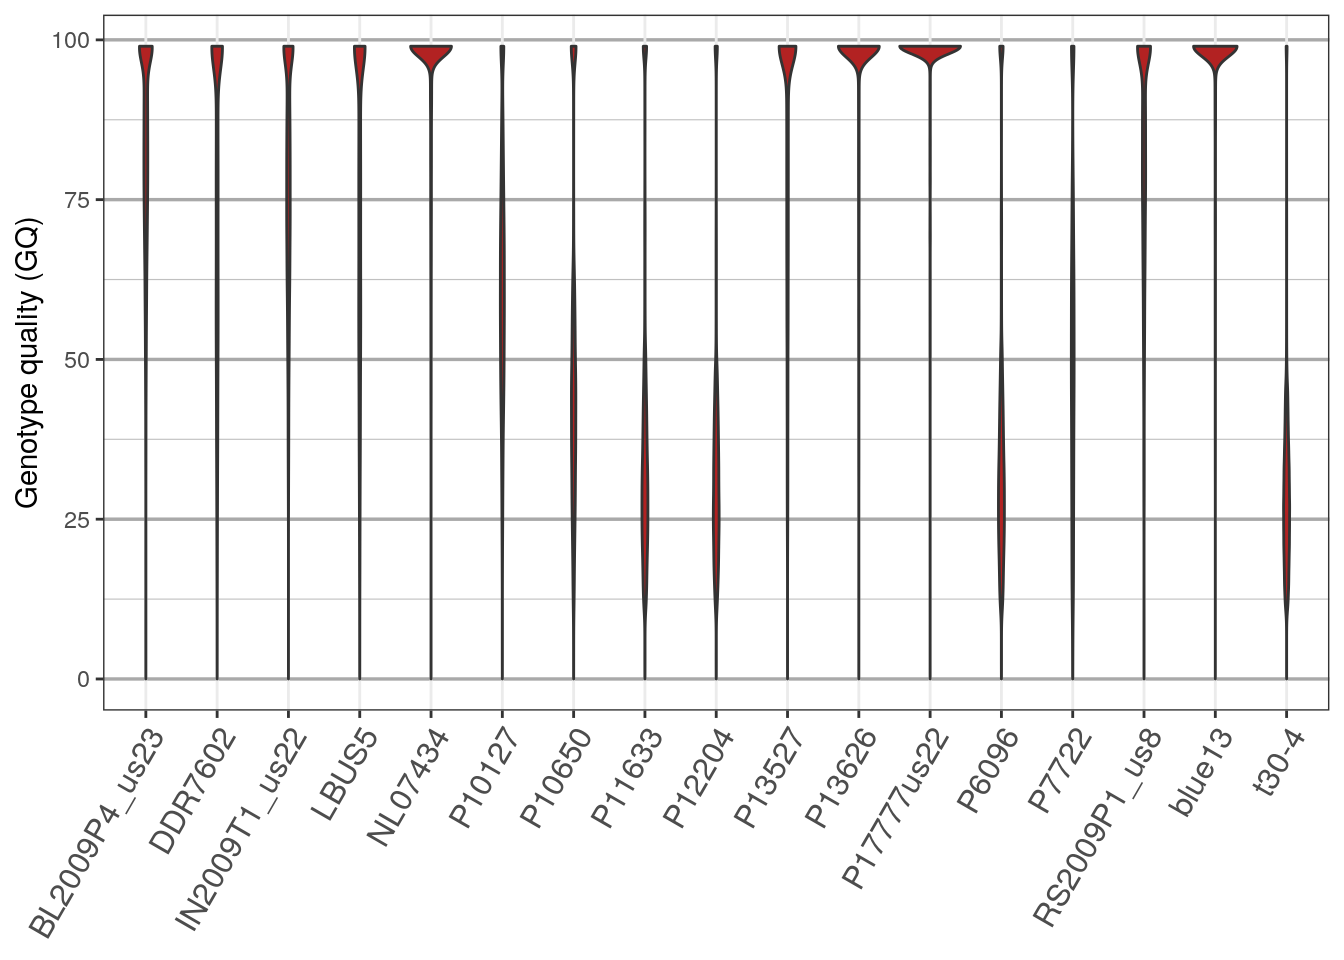 Genotype quality (GQ)
100
75
50
25
0
BL2009P4_us23
DDR7602
IN2009T1_us22
LBUS5
NL07434
P10127
P10650
P11633
P12204
P13527
P13626
P17777us22
P6096
P7722
RS2009P1_us8
blue13
t30-4